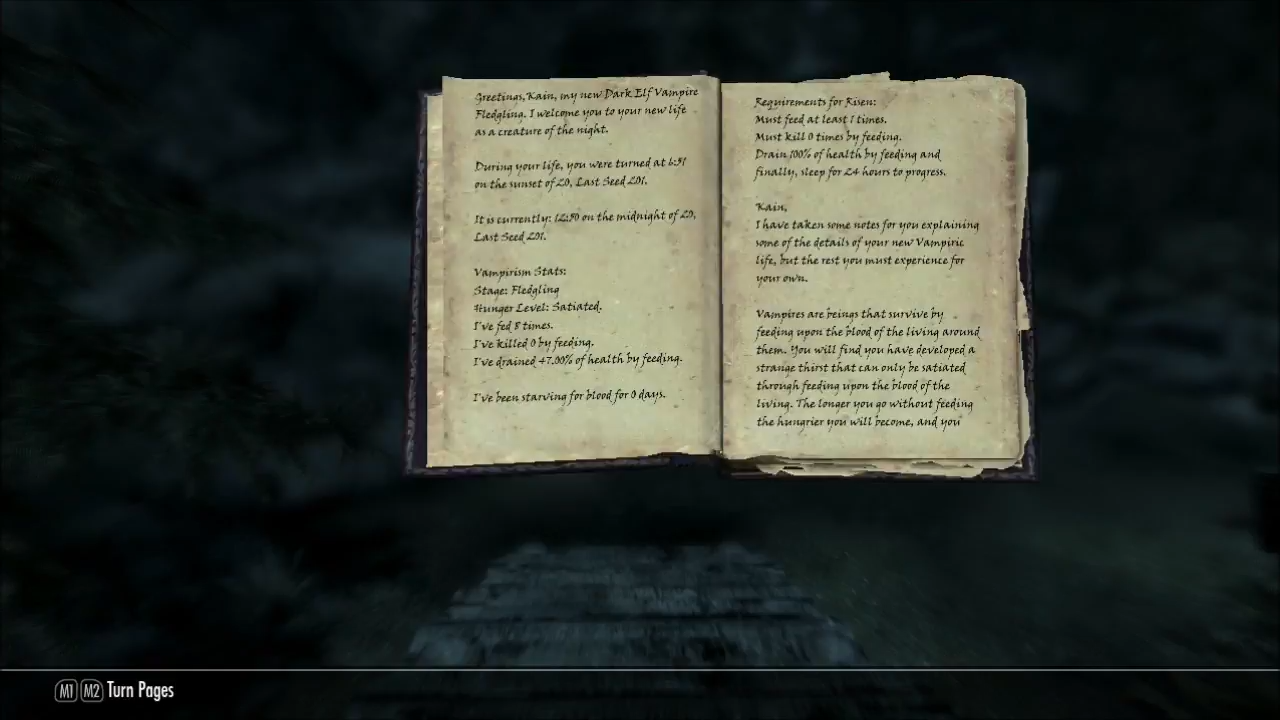 Greetings, Kain, my new Dark Elf Vampire
Fledgling. I welcome you to your new life
as a creature of the night.
During your life, you were turned at 6:51
on the sunset of 20, Last Seed 201.
It is currently: 12:50 on the midnight of 20,
Last Seed 201.
Vampirism Stats:
Stage: Fledgling
Hunger Level: Satiated.
I've fed 8 times.
I've killed 0 by feeding.
I've drained 47.00% of health by feeding.
I've been starving for blood for 0 days.
Requirements for Risen:
Must feed at least 1 times.
Must kill 0 times by feeding.
Drain 100% of health by feeding and
finally, sleep for 24 hours to progress.
Kain,
I have taken some notes for you explaining
some of the details of your new Vampiric
life, but the rest you must experience for
your own.
Vampires are beings that survive by
feeding upon the blood of the living around
them. You will find you have developed a
strange thirst that can only be satiated
through feeding upon the blood of the
living. The longer you go without feeding
the hungrier you will become, and you
M1 M2 Turn Pages